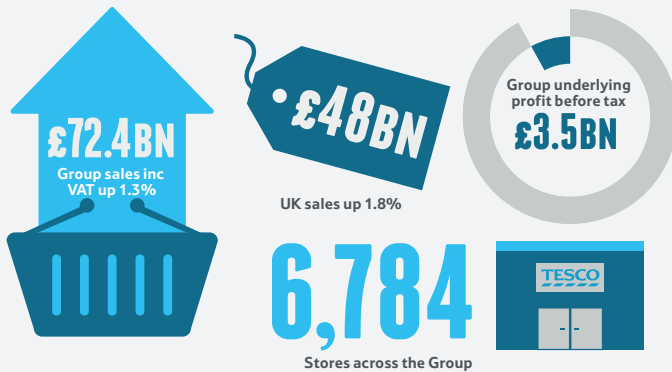 £72.4BN
Group sales inc
VAT up 1.3%
£48BN
UK sales up 1.8%
Group underlying
profit before tax
£3.5BN
6,784
Stores across the Group
TESCO